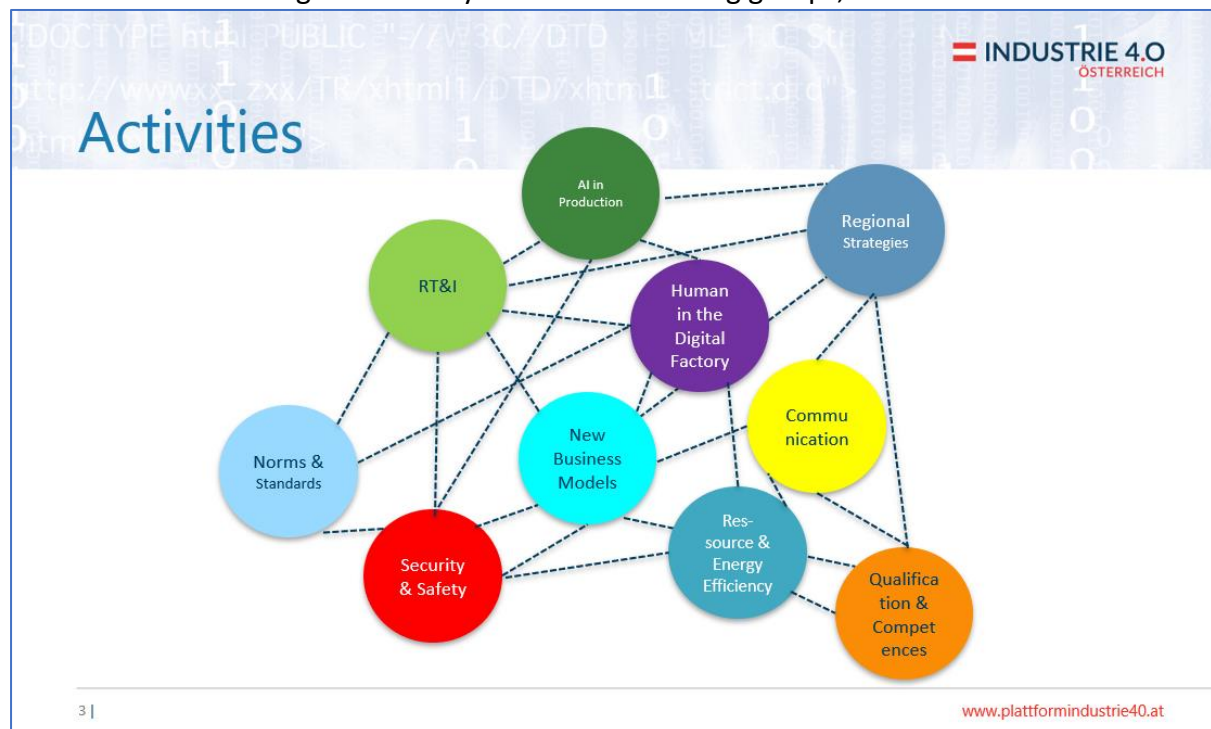 INDUSTRIE 4.0
ÖSTERREICH
Activities
AI in
Production
Regional
Strategies
RT&I
Human
in the
Digital
Factory
Commu
nication
New
Business
Models
Norms &
Standards
Res-
source &
Energy
Efficiency
Security
& Safety
Qualifica
tion &
Compet
ences
3 |
www.plattformindustrie40.at